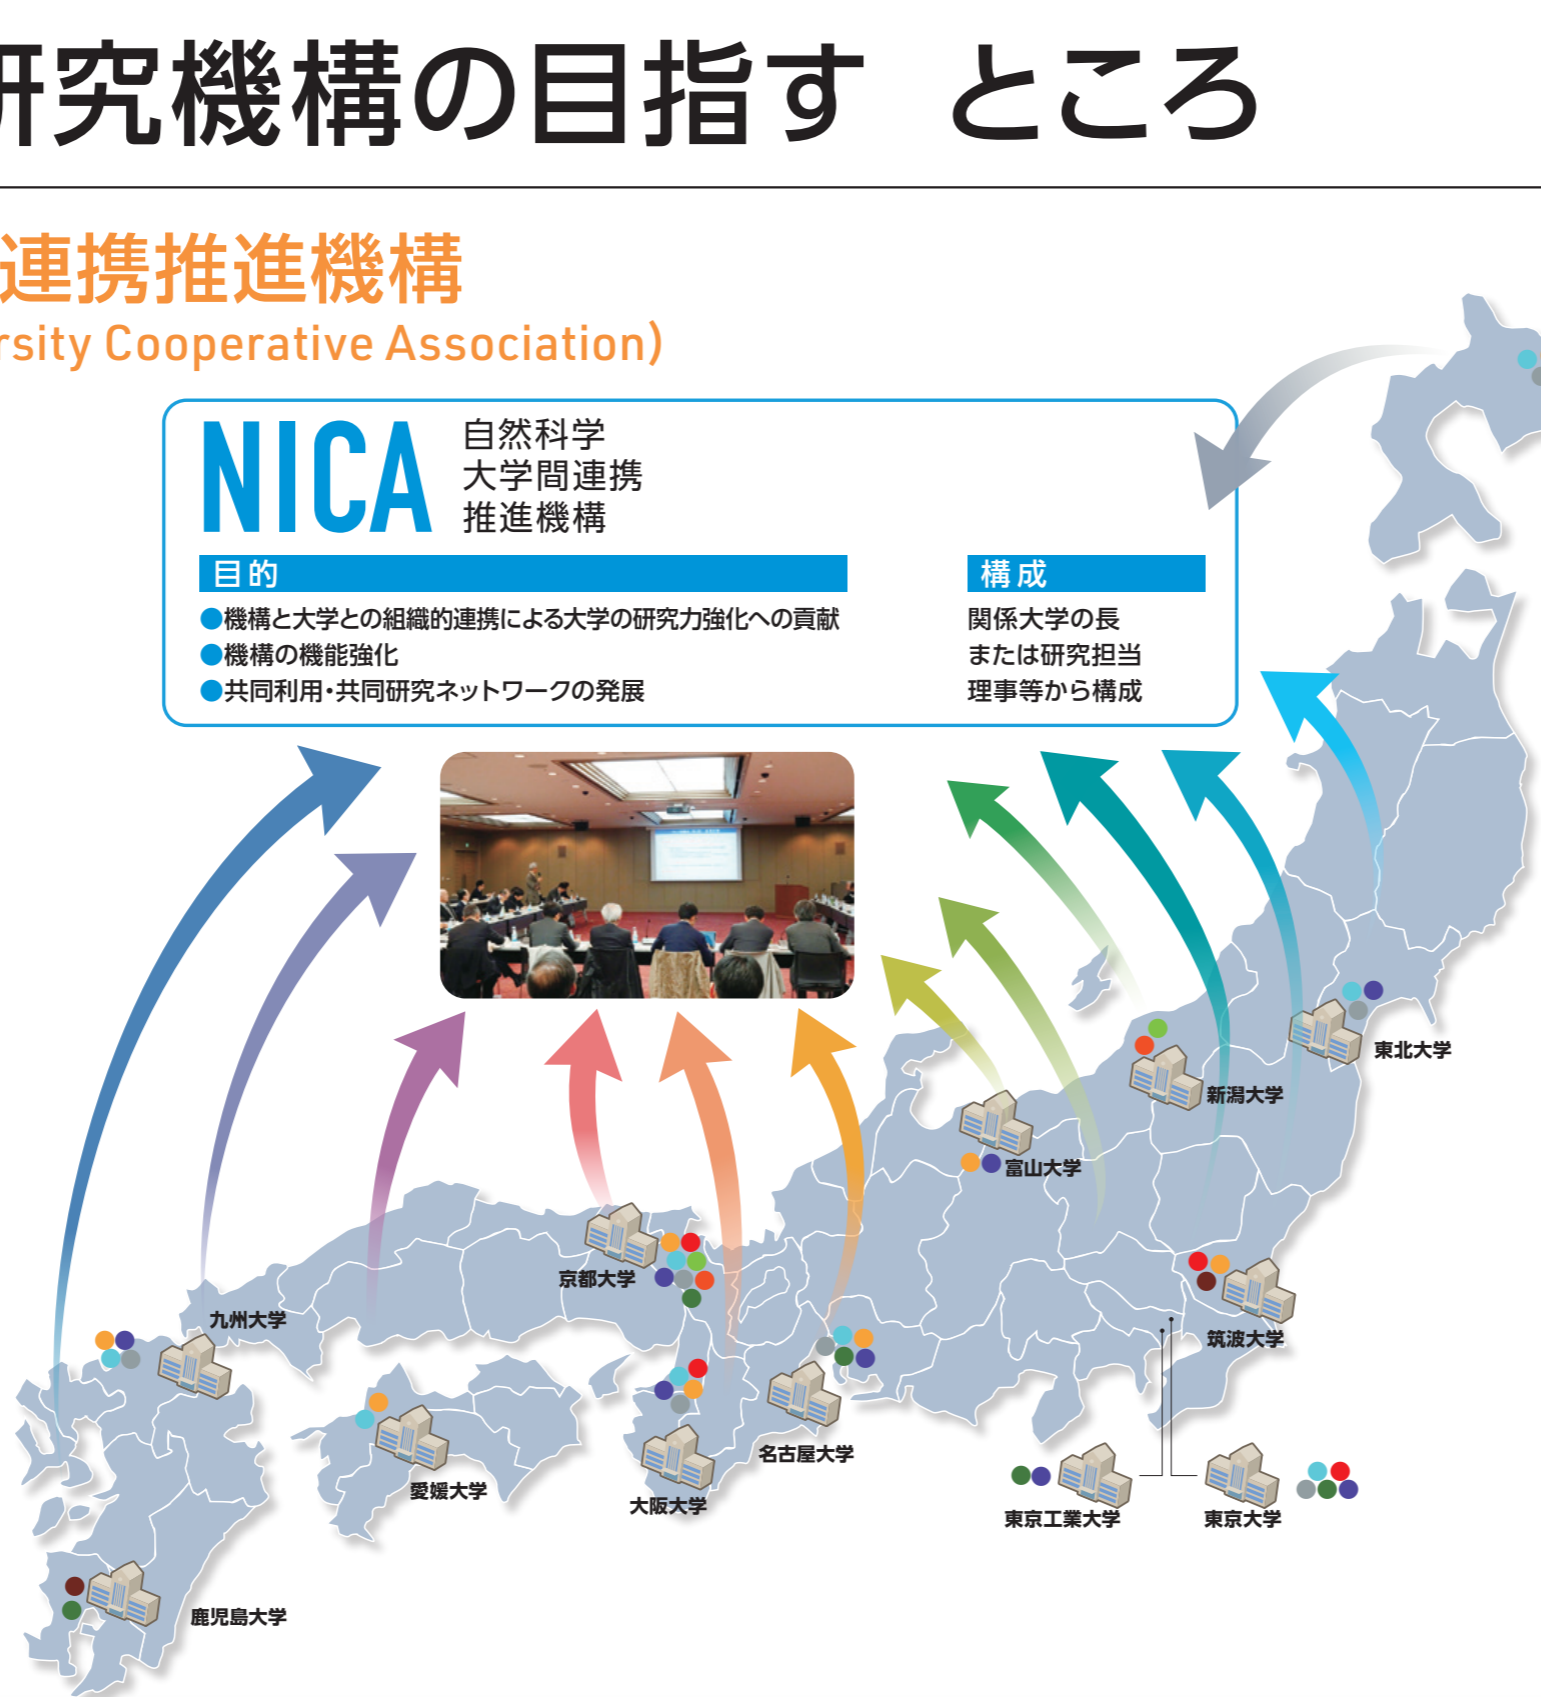 研究機構の目指す ところ
連携推進機構
rsity Cooperative Association)
NICA
自然科学
大学間連携
推進機構
目的
●機構と大学との組織的連携による大学の研究力強化への貢献
●機構の機能強化
●共同利用・共同研究ネットワークの発展
構成
関係大学の長
または研究担当
理事等から構成
東北大学
新潟大学
富山大学
京都大学
九州大学
筑波大学
名古屋大学
愛媛大学
大阪大学
東京工業大学
東京大学
鹿児島大学